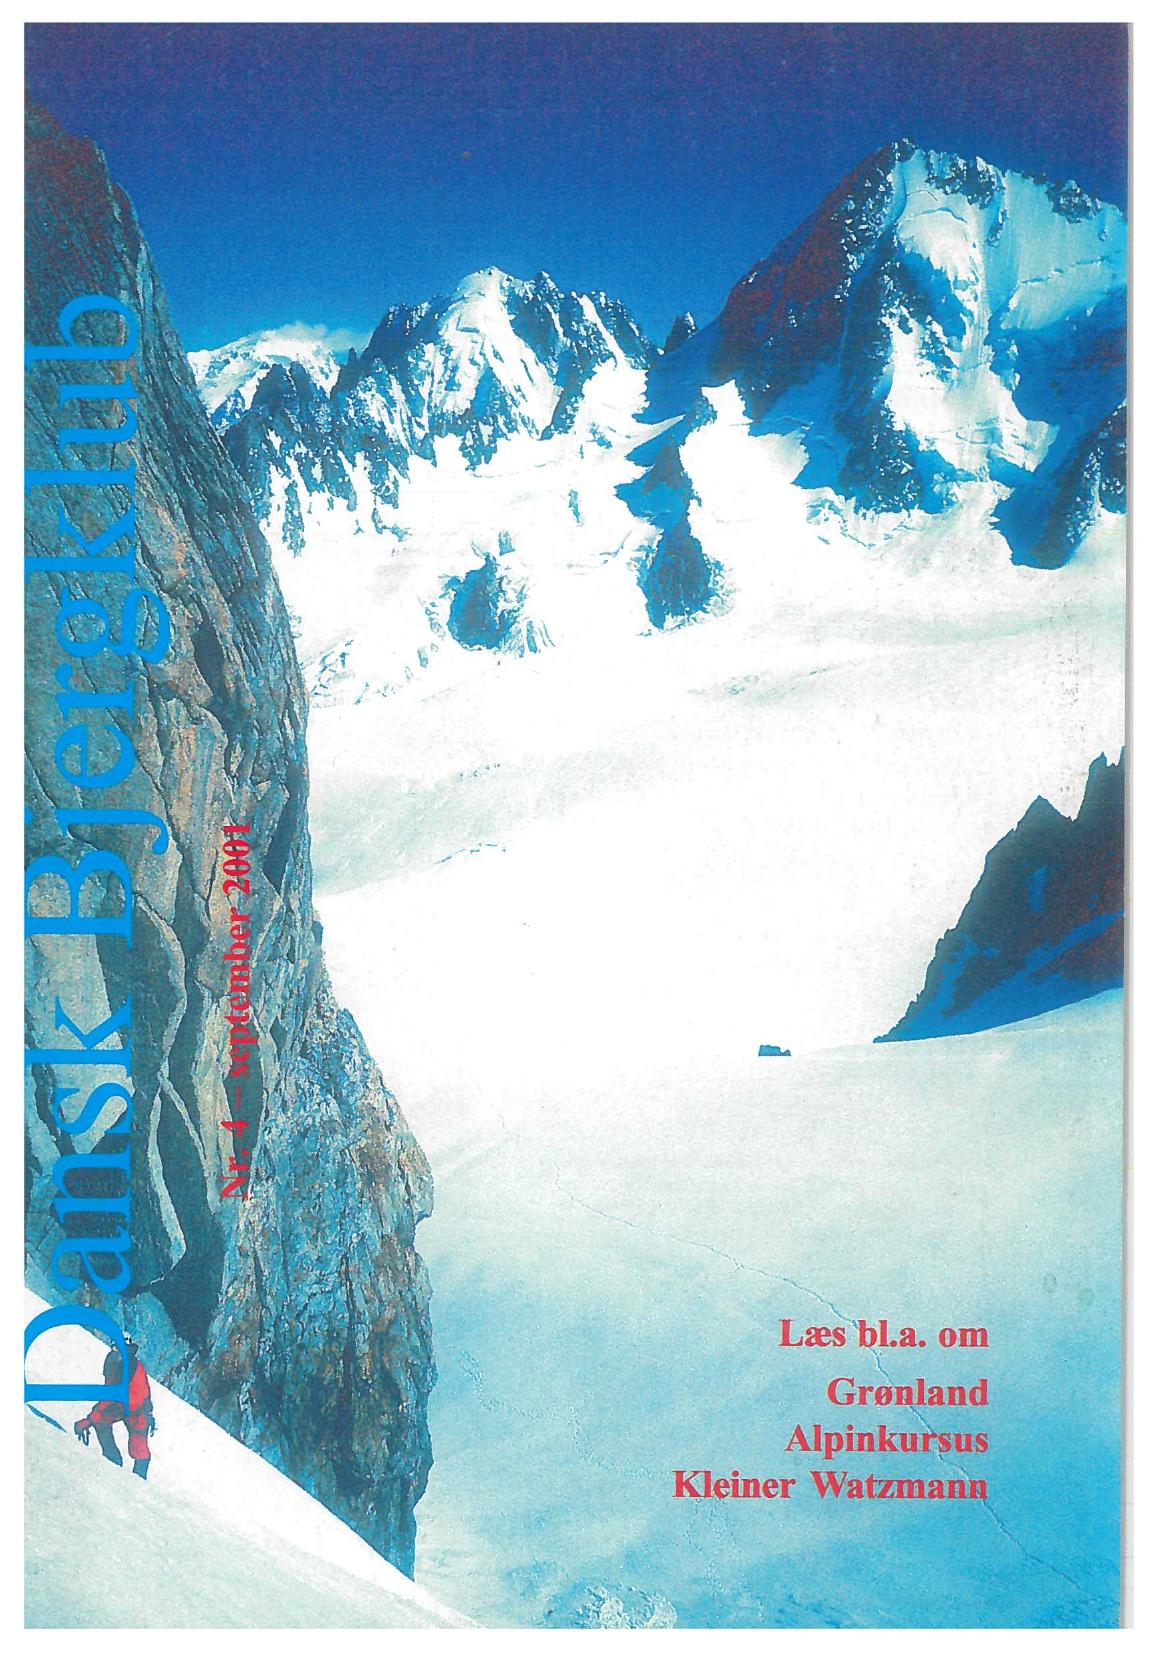 Dansk Bjergklub
Nr. 4 – september 2001
Læs bl.a. om
Grønland
Alpinkursus
Kleiner Watzmann